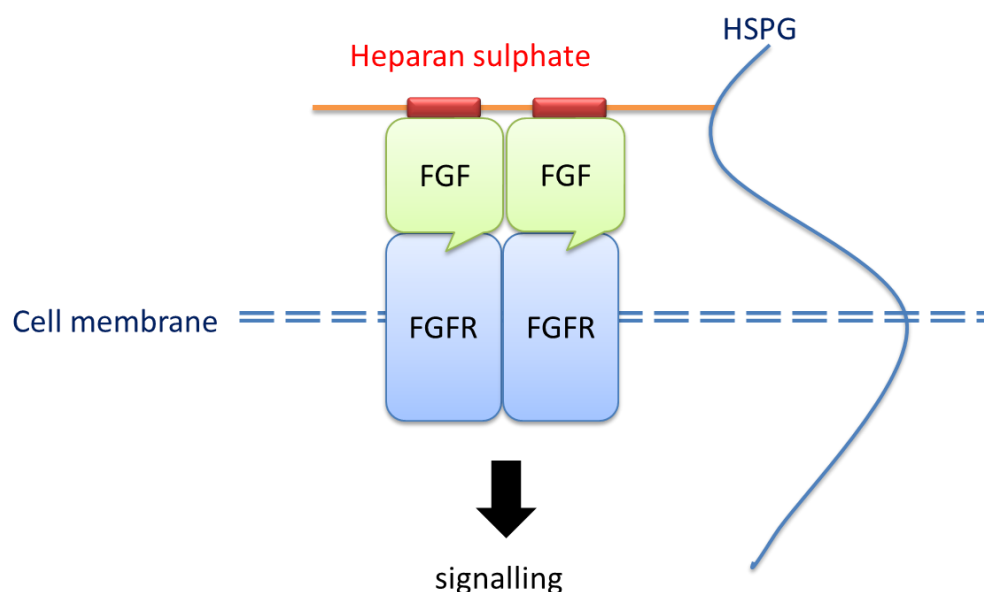 HSPG
Heparan sulphate
FGF FGF
Cell membrane
FGFR FGFR
signalling